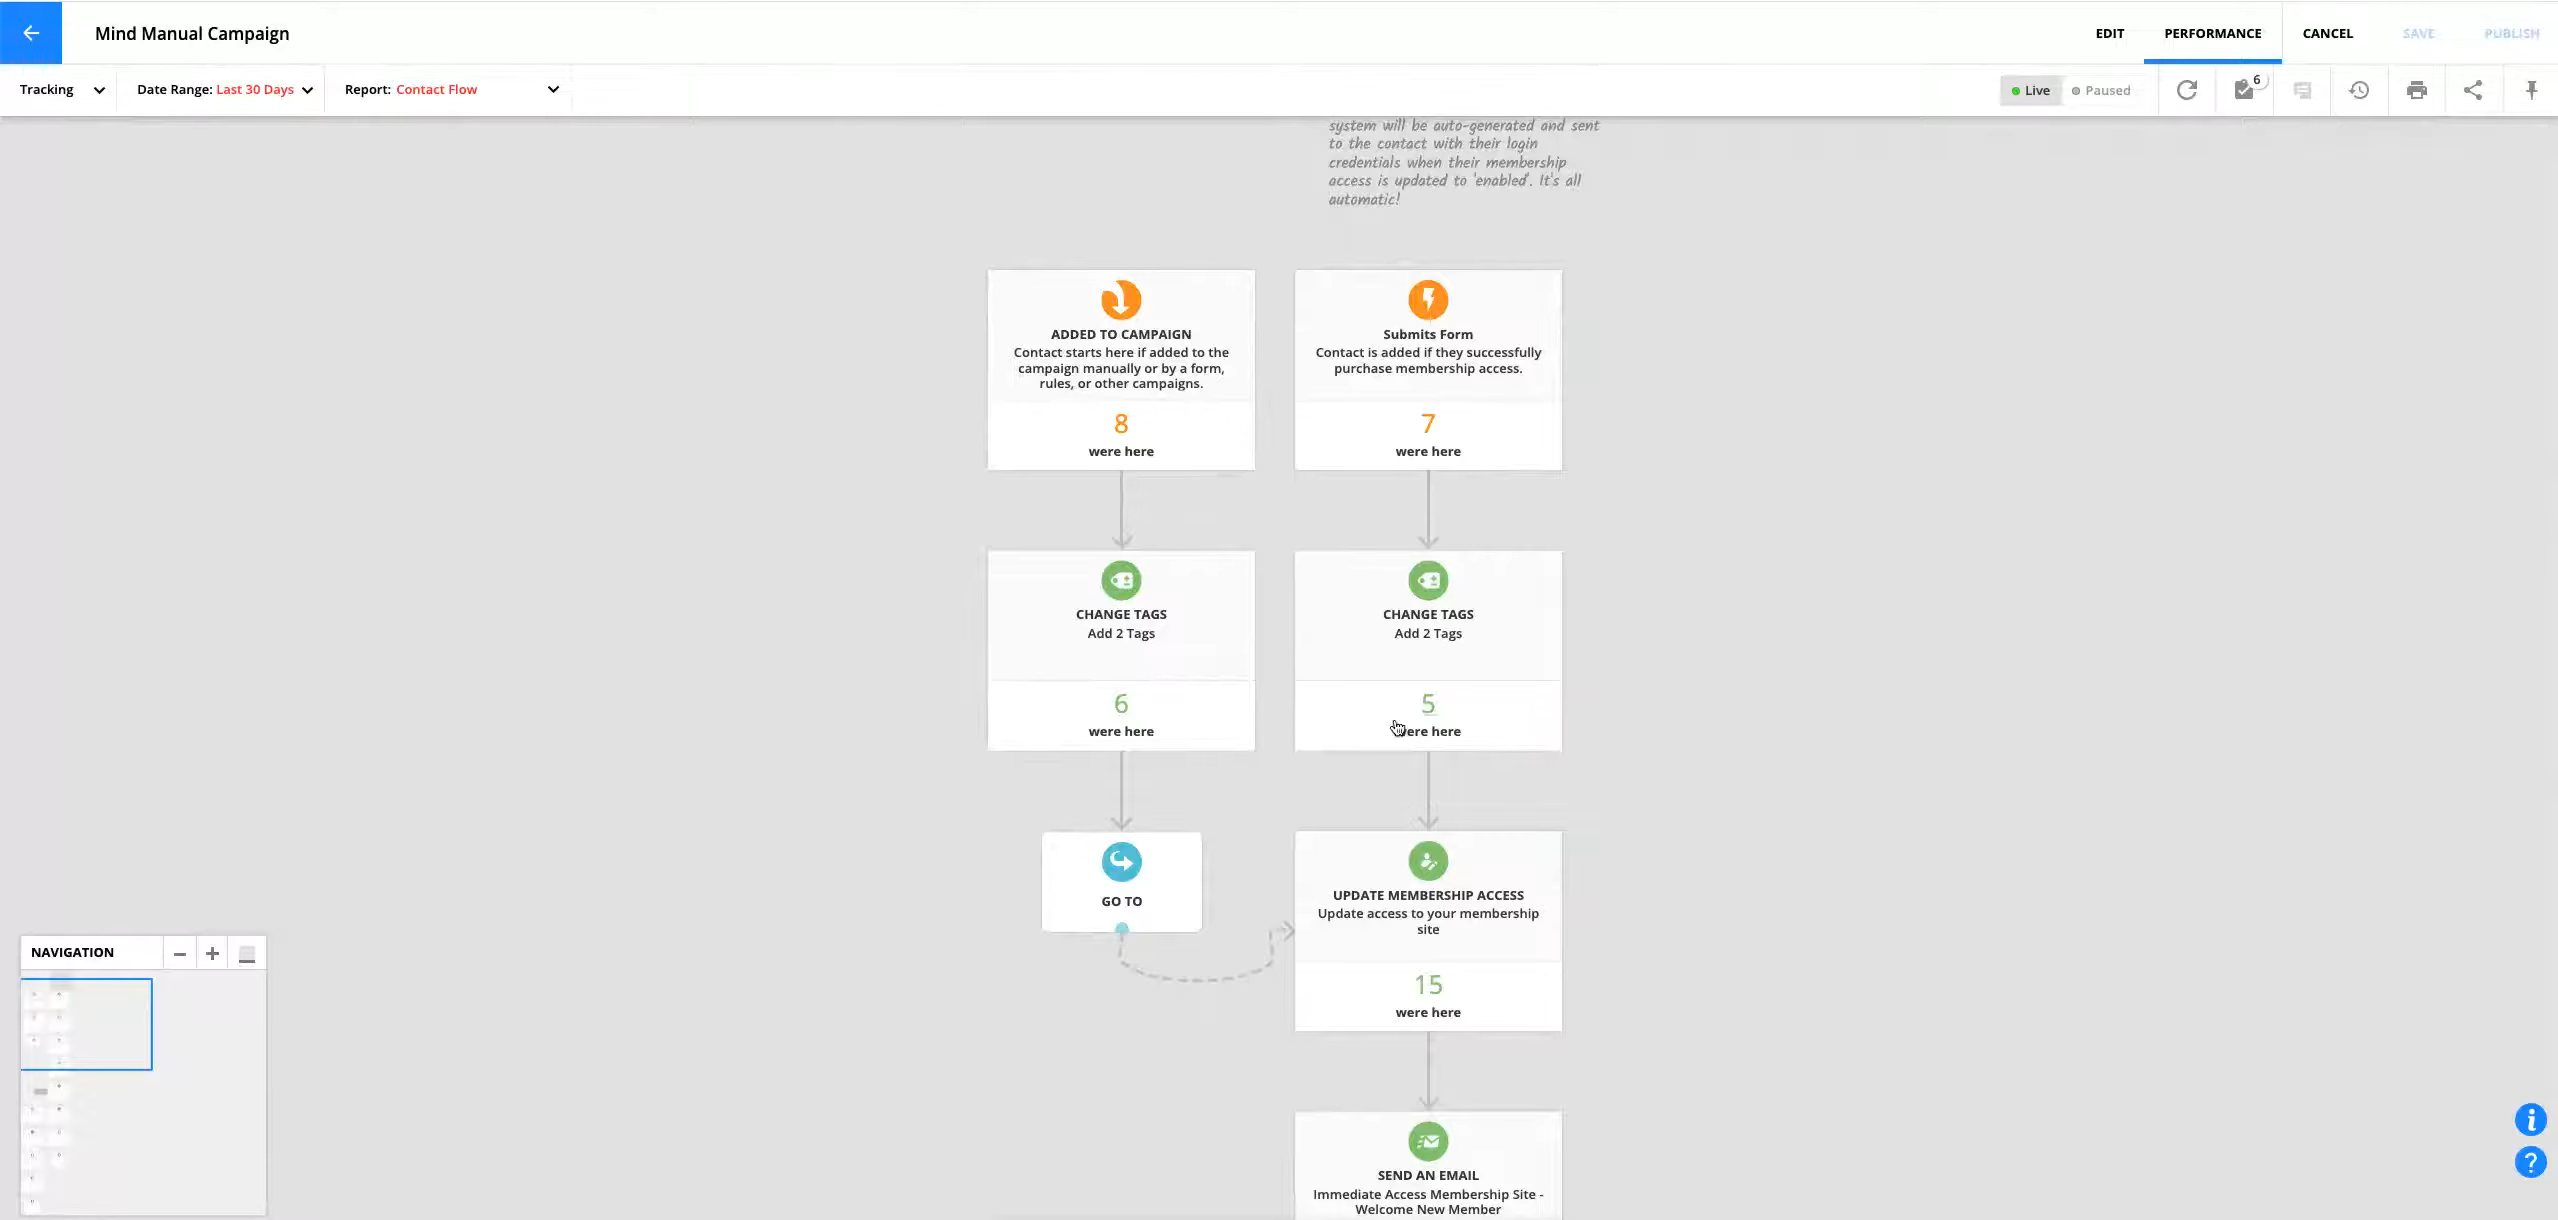 Mind Manual Campaign
EDIT
PERFORMANCE
CANCEL
SAVE
PUBLISH
Tracking
Date Range: Last 30 Days
Report: Contact Flow
Live
Paused
6
system will be auto-generated and sent
to the contact with their login
credentials when their membership
access is updated to 'enabled'. It's all
automatic!
ADDED TO CAMPAIGN
Contact starts here if added to the
campaign manually or by a form,
rules, or other campaigns.
8
were here
Submits Form
Contact is added if they successfully
purchase membership access.
7
were here
CHANGE TAGS
Add 2 Tags
6
were here
CHANGE TAGS
Add 2 Tags
5
were here
GO TO
UPDATE MEMBERSHIP ACCESS
Update access to your membership
site
15
were here
SEND AN EMAIL
Immediate Access Membership Site -
Welcome New Member
NAVIGATION